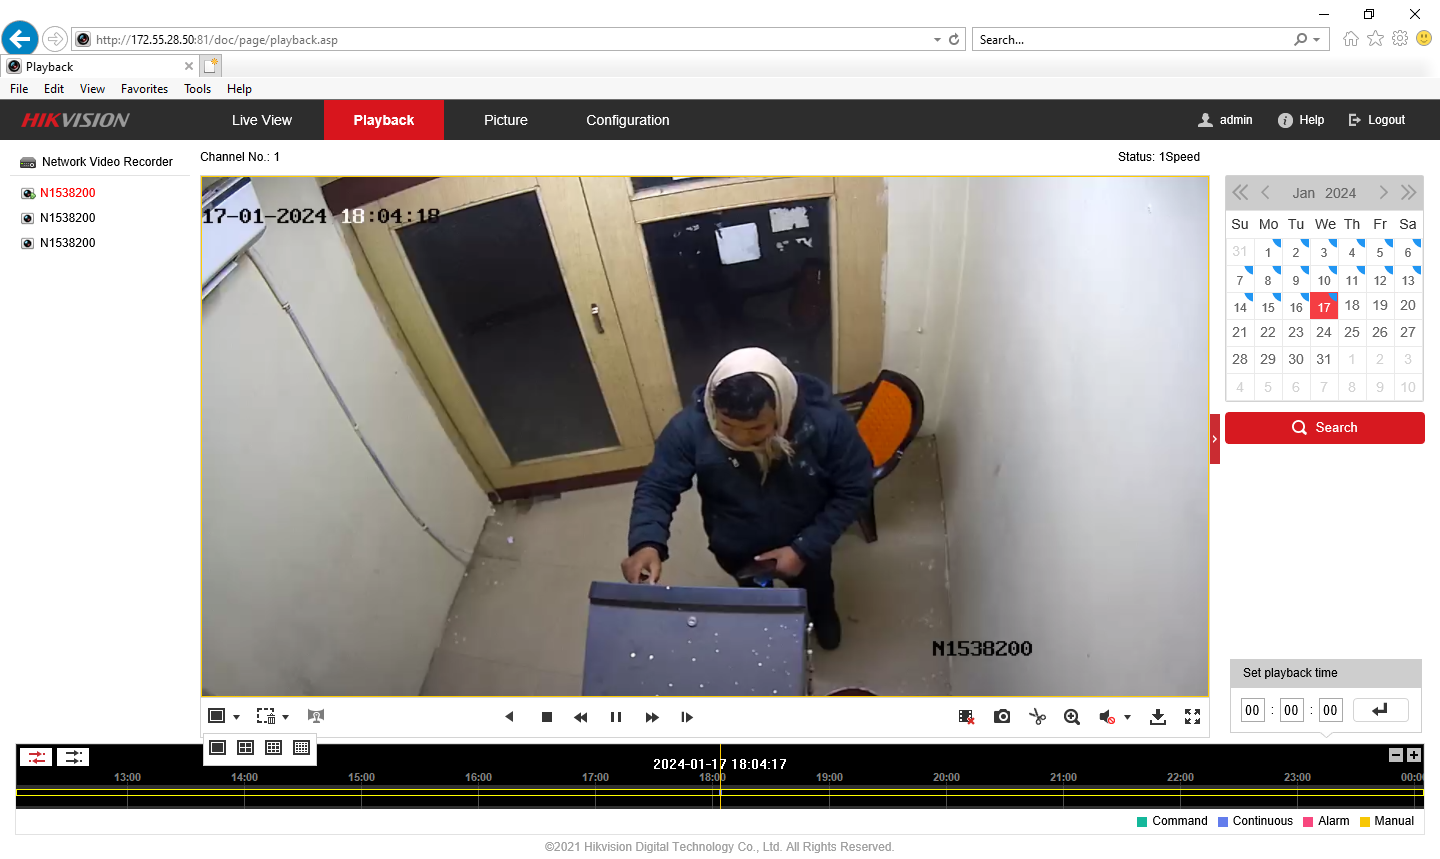 http://172.55.28.50:81/doc/page/playback.asp
Search...
Playback
File Edit View Favorites Tools Help
HIKVISION
Live View Playback Picture Configuration
admin Help Logout
Network Video Recorder
N1538200
N1538200
N1538200
Channel No.: 1
Status: 1Speed
17-01-2024 18:04:18
N1538200
Jan 2024
Su Mo Tu We Th Fr Sa
31 1 2 3 4 5 6
7 8 9 10 11 12 13
14 15 16 17 18 19 20
21 22 23 24 25 26 27
28 29 30 31 1 2 3
4 5 6 7 8 9 10
Search
Set playback time
00 : 00 : 00
2024-01-17 18:04:17
13:00 14:00 15:00 16:00 17:00 18:00 19:00 20:00 21:00 22:00 23:00 00:0
Command Continuous Alarm Manual
©2021 Hikvision Digital Technology Co., Ltd. All Rights Reserved.